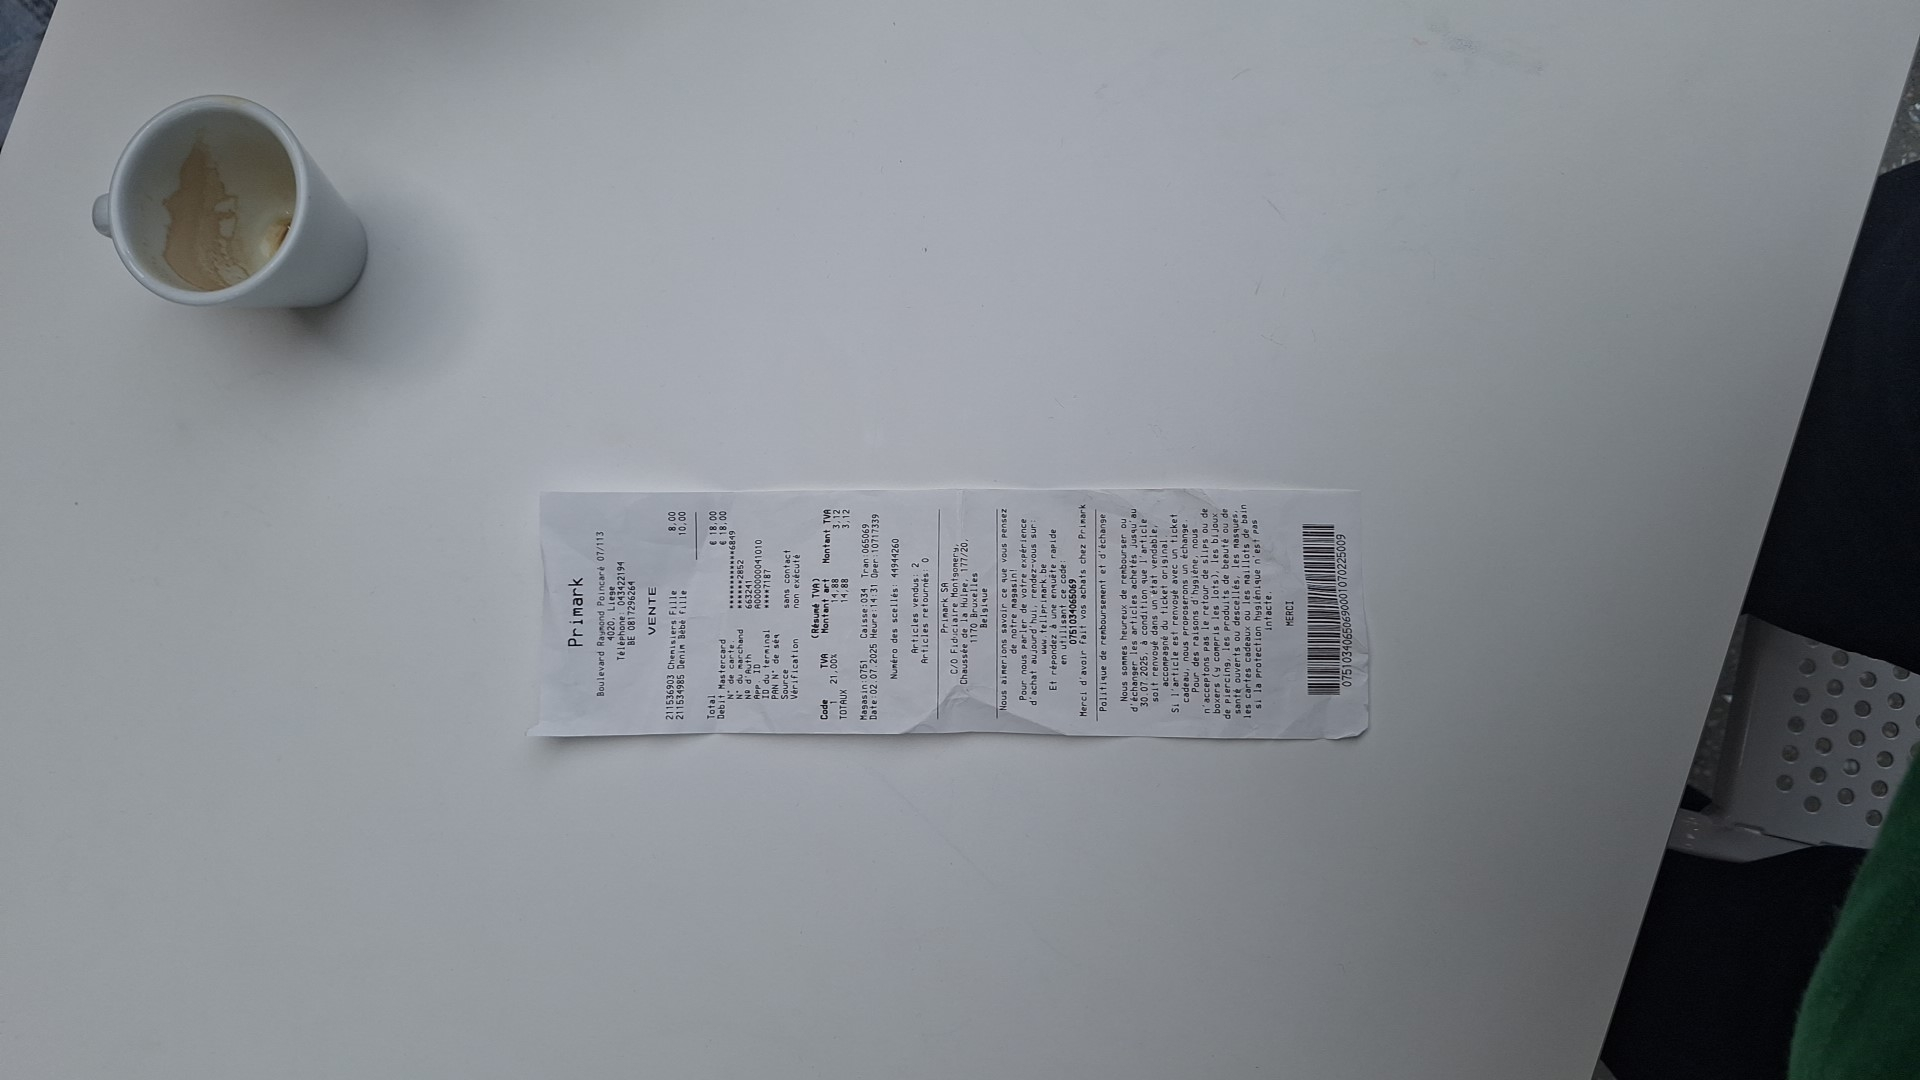 Primark
Boulevard Raymond Poincaré 07/113
4020, Liege
Téléphone: 043422194
BE 0817296264
VENTE
211536903 Chemisiers Fille 8,00
211534985 Denim Bébé fille 10,00
Total € 18,00
Debit Mastercard € 18,00
N° de carte ************6849
N° du marchand ******2852
N° d'Auth 663241
App ID A0000000041010
ID du terminal ****7187
PAN N° de séq
Source sans contact
Vérification non exécuté
(Résumé TVA)
Code TVA Montant art Montant TVA
1 21.00% 14,88 3,12
TOTAUX 14,88 3,12
Magasin:0751 Caisse:034 Tran:065069
Date:02.07.2025 Heure:14:31 Oper:10717339
Numéro des scellés: 44944260
Articles vendus: 2
Articles retournés: 0
Primark SA
C/O Fiduciaire Montgomery,
Chaussée de la Hulpe, 177/20,
1170 Bruxelles
Belgique
Nous aimerions savoir ce que vous pensez
de notre magasin!
Pour nous parler de votre expérience
d'achat aujourd'hui, rendez-vous sur:
www.tellprimark.be
Et répondez à une enquête rapide
en utilisant ce code:
0751034065069
Merci d'avoir fait vos achats chez Primark
Politique de remboursement et d'échange
Nous sommes heureux de rembourser ou
d'échanger les articles achetés jusqu'au
30.07.2025, à condition que l'article
soit renvoyé dans un état vendable,
accompagné du ticket original.
Si l'article est renvoyé avec un ticket
cadeau, nous proposerons un échange.
Pour des raisons d'hygiène, nous
n'acceptons pas le retour de slips ou de
boxers (y compris les lots), les bijoux
de piercing, les produits de beauté ou de
santé ouverts ou descellés, les masques,
les cartes cadeaux ou les maillots de bain
si la protection hygiénique n'est pas
intacte.
MERCI